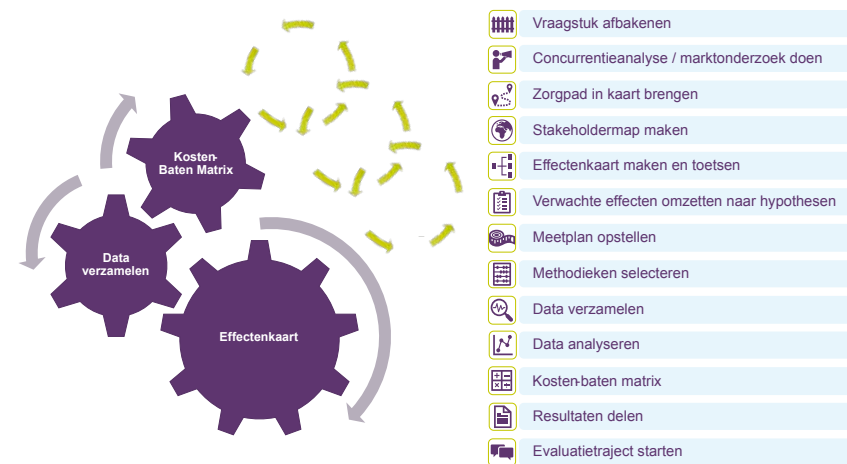 Kosten-
Baten Matrix
Data
verzamelen
Effectenkaart
Vraagstuk afbakenen
Concurrentieanalyse / marktonderzoek doen
Zorgpad in kaart brengen
Stakeholdermap maken
Effectenkaart maken en toetsen
Verwachte effecten omzetten naar hypothesen
Meetplan opstellen
Methodieken selecteren
Data verzamelen
Data analyseren
Kosten-baten matrix
Resultaten delen
Evaluatietraject starten